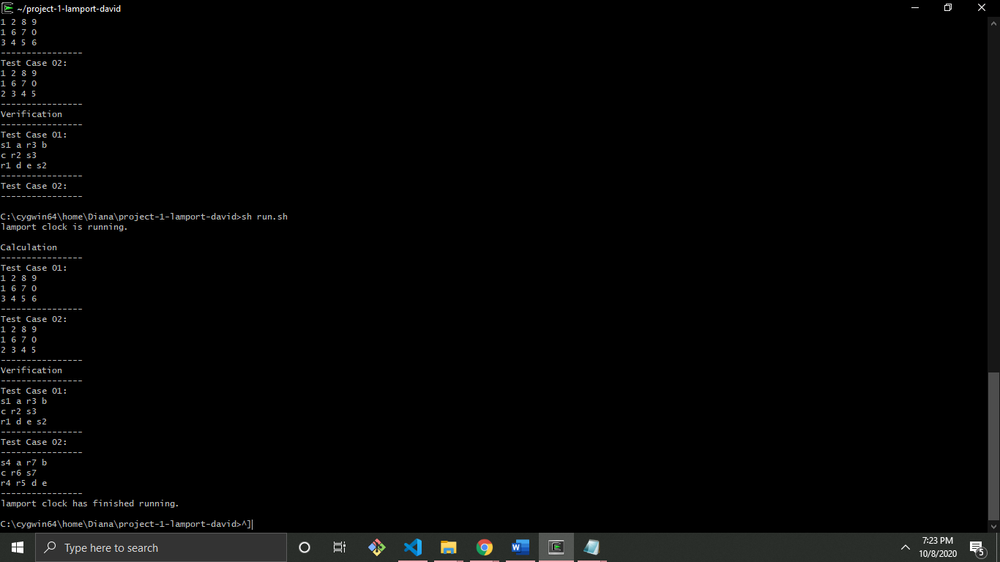 ~/project-1-lamport-david
1 2 8 9
1 6 7 0
3 4 5 6
----------------
Test Case 02:
1 2 8 9
1 6 7 0
2 3 4 5
----------------
Verification
----------------
Test Case 01:
s1 a r3 b
c r2 s3
r1 d e s2
----------------
Test Case 02:
----------------
C:\cygwin64\home\Diana\project-1-lamport-david>sh run.sh
lamport clock is running.
Calculation
----------------
Test Case 01:
1 2 8 9
1 6 7 0
3 4 5 6
----------------
Test Case 02:
1 2 8 9
1 6 7 0
2 3 4 5
----------------
Verification
----------------
Test Case 01:
s1 a r3 b
c r2 s3
r1 d e s2
----------------
Test Case 02:
----------------
s4 a r7 b
c r6 s7
r4 r5 d e
----------------
lamport clock has finished running.
C:\cygwin64\home\Diana\project-1-lamport-david>^]
Type here to search
7:23 PM
10/8/2020
5